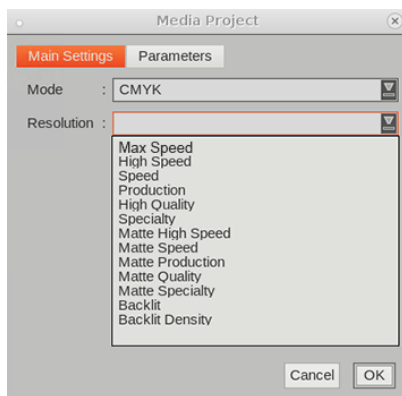 Media Project
Main Settings Parameters
Mode : CMYK
Resolution :
Max Speed
High Speed
Speed
Production
High Quality
Specialty
Matte High Speed
Matte Speed
Matte Production
Matte Quality
Matte Specialty
Backlit
Backlit Density
Cancel OK